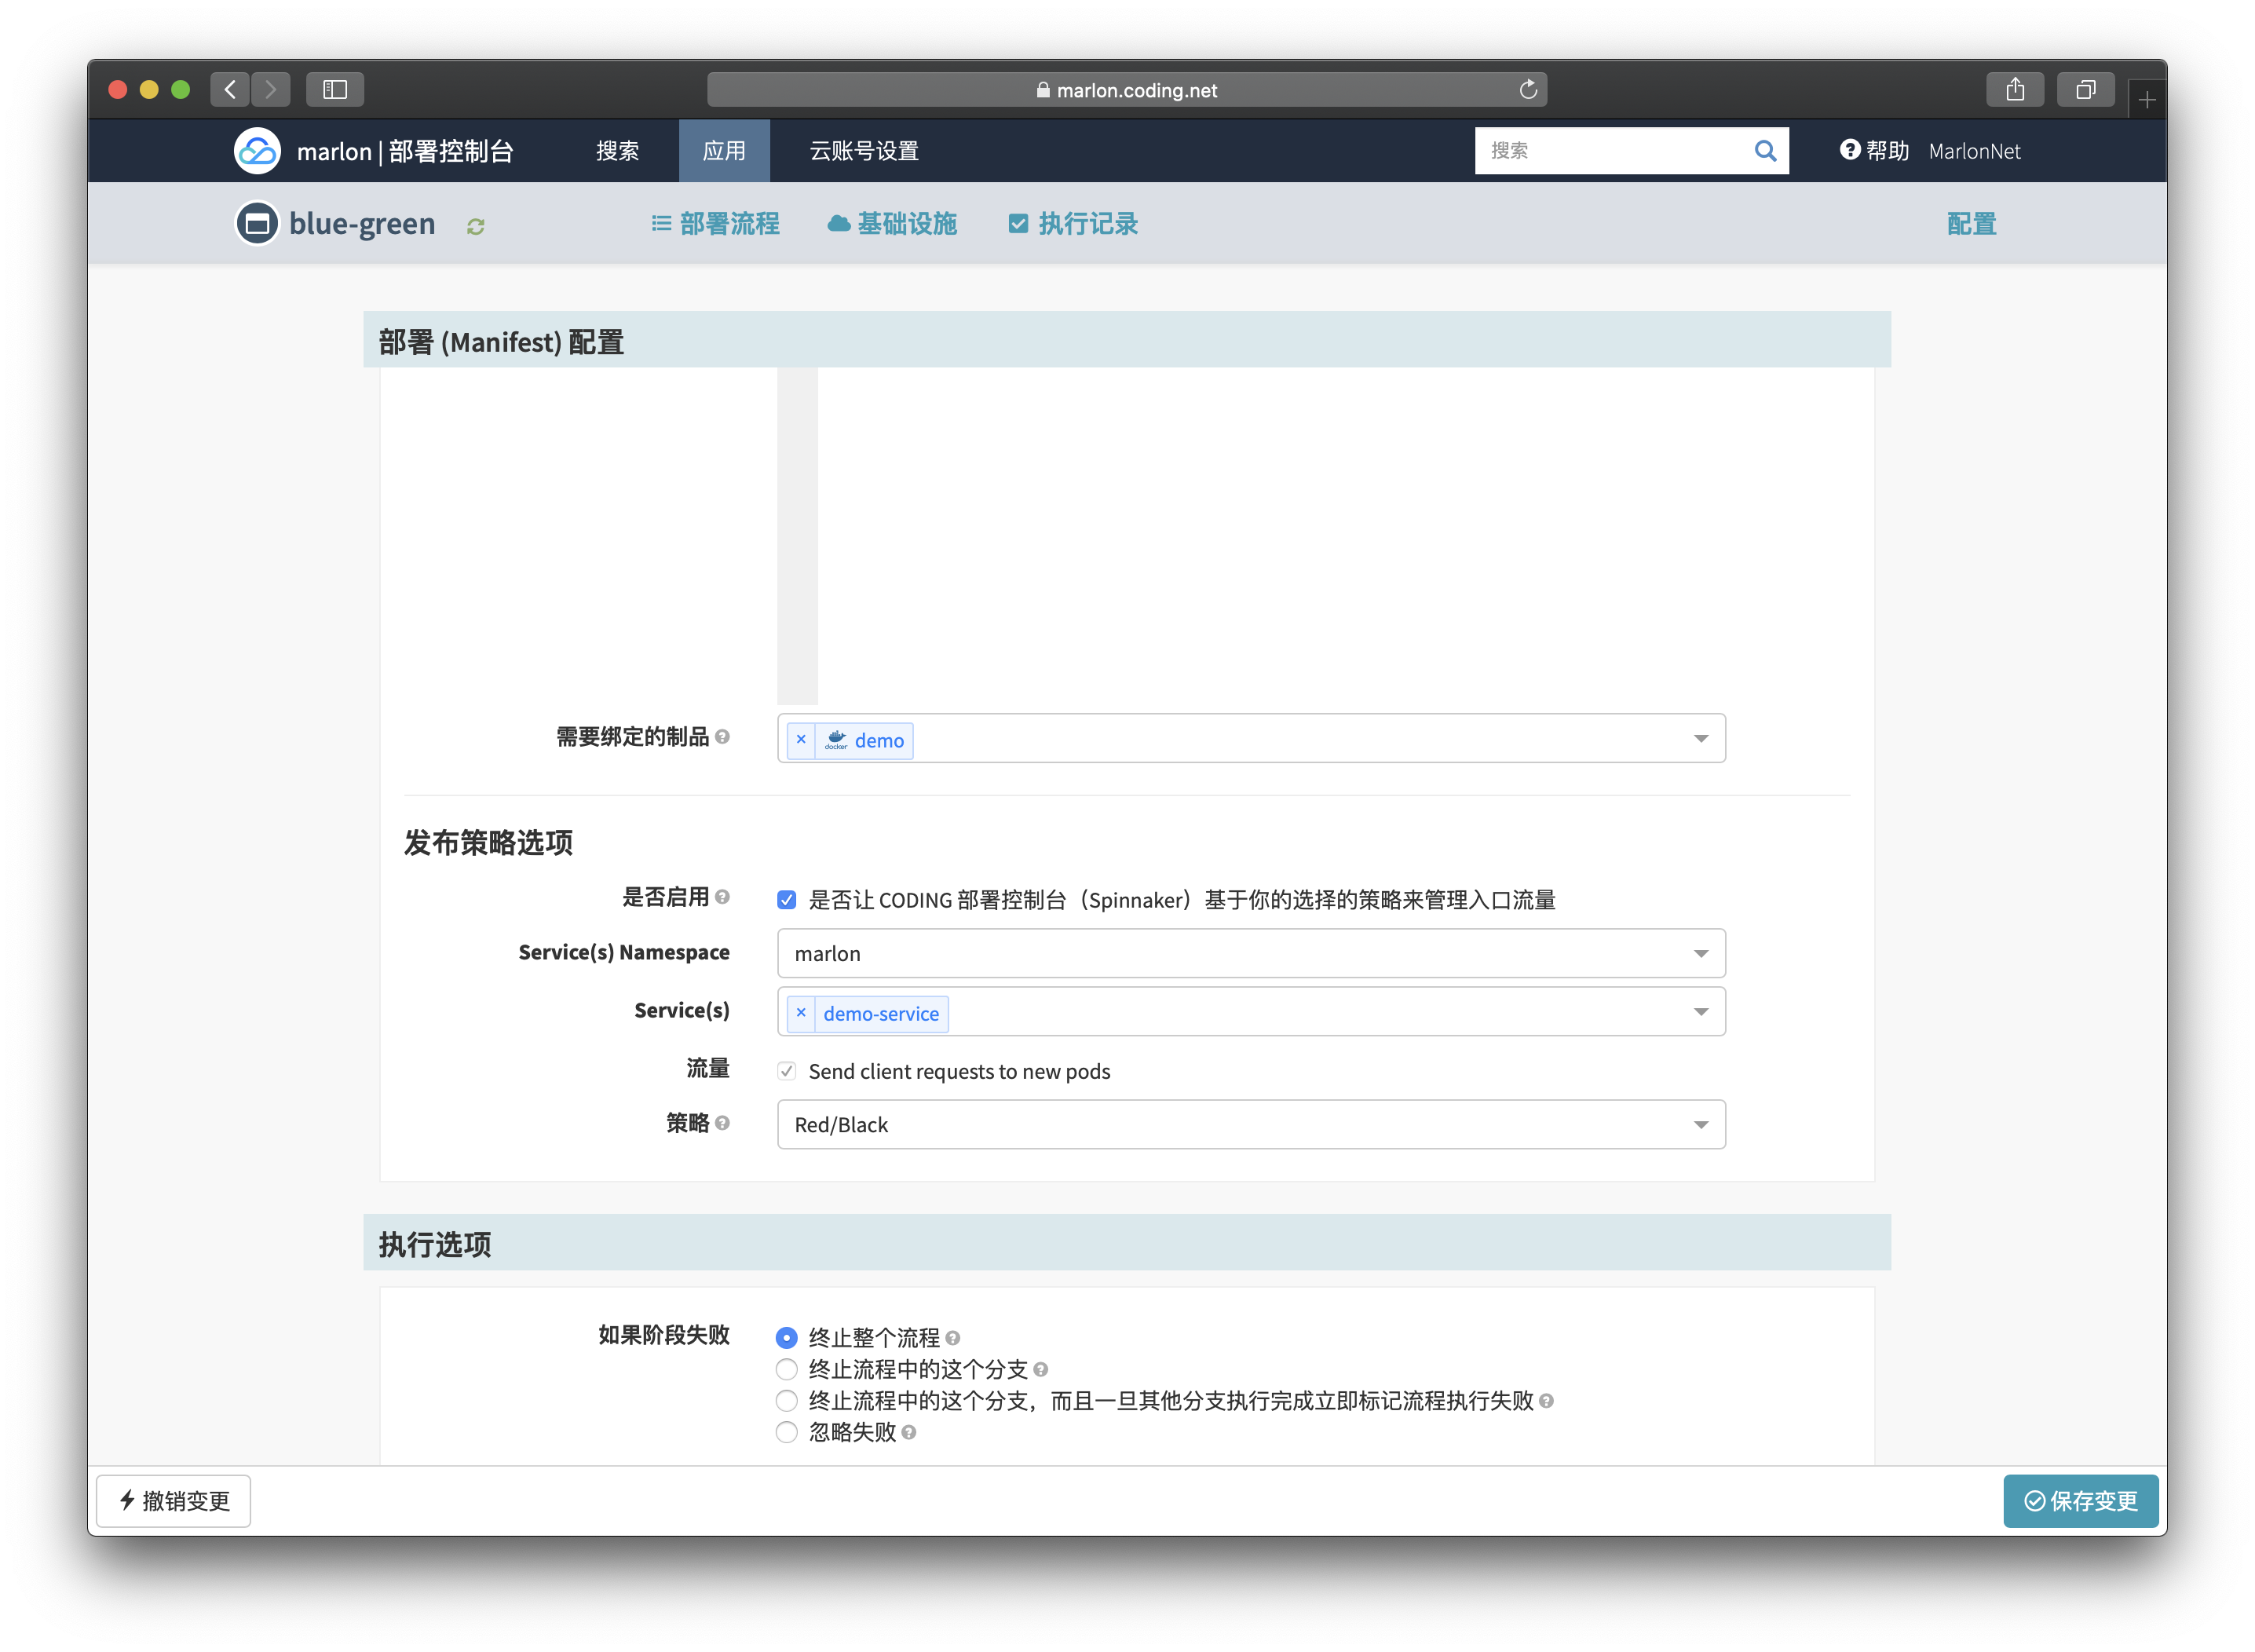 marlon.coding.net
marlon | 部署控制台 搜索 应用 云账号设置 搜索 帮助 MarlonNet
blue-green 部署流程 基础设施 执行记录 配置
部署 (Manifest) 配置
需要绑定的制品 × docker demo
发布策略选项
是否启用 是否让 CODING 部署控制台（Spinnaker）基于你的选择的策略来管理入口流量
Service(s) Namespace marlon
Service(s) × demo-service
流量 Send client requests to new pods
策略 Red/Black
执行选项
如果阶段失败 终止整个流程
终止流程中的这个分支
终止流程中的这个分支，而且一旦其他分支执行完成立即标记流程执行失败
忽略失败
撤销变更 保存变更